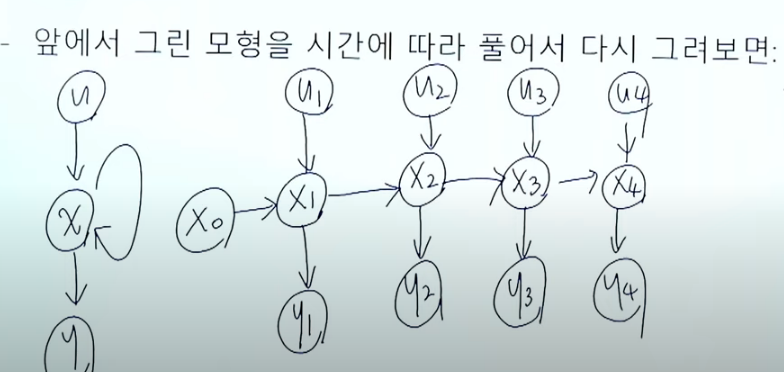 - 앞에서 그린 모형을 시간에 따라 풀어서 다시 그려보면:
u u1 u2 u3 u4
x x0 x1 x2 x3 x4
y y1 y2 y3 y4